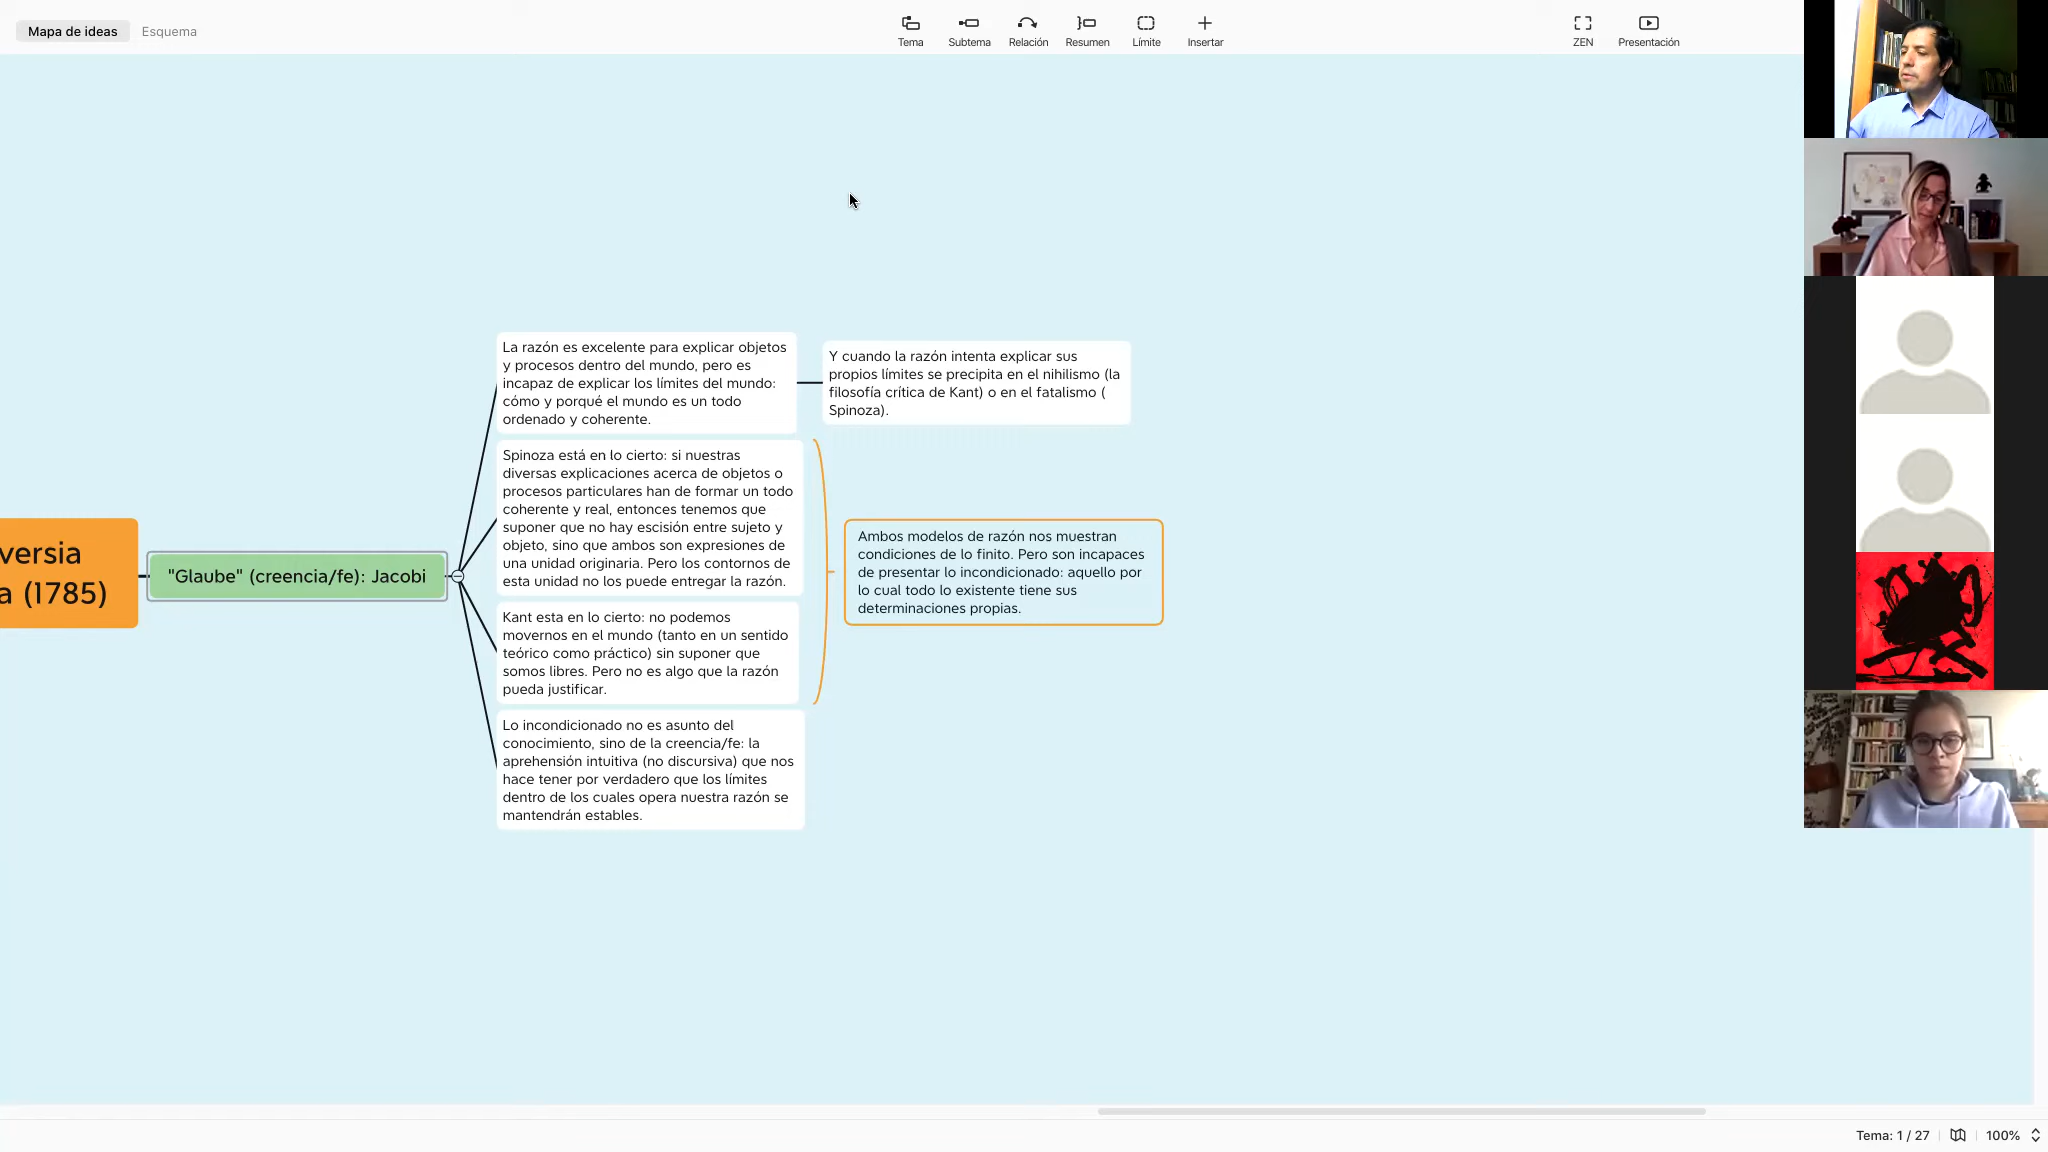 Mapa de ideas
Esquema
Tema
Subtema
Relación
Resumen
Límite
Insertar
ZEN
Presentación
versia
a (1785)
"Glaube" (creencia/fe): Jacobi
La razón es excelente para explicar objetos
y procesos dentro del mundo, pero es
incapaz de explicar los límites del mundo:
cómo y porqué el mundo es un todo
ordenado y coherente.
Y cuando la razón intenta explicar sus
propios límites se precipita en el nihilismo (la
filosofía crítica de Kant) o en el fatalismo (
Spinoza).
Spinoza está en lo cierto: si nuestras
diversas explicaciones acerca de objetos o
procesos particulares han de formar un todo
coherente y real, entonces tenemos que
suponer que no hay escisión entre sujeto y
objeto, sino que ambos son expresiones de
una unidad originaria. Pero los contornos de
esta unidad no los puede entregar la razón.
Kant esta en lo cierto: no podemos
movernos en el mundo (tanto en un sentido
teórico como práctico) sin suponer que
somos libres. Pero no es algo que la razón
pueda justificar.
Ambos modelos de razón nos muestran
condiciones de lo finito. Pero son incapaces
de presentar lo incondicionado: aquello por
lo cual todo lo existente tiene sus
determinaciones propias.
Lo incondicionado no es asunto del
conocimiento, sino de la creencia/fe: la
aprehensión intuitiva (no discursiva) que nos
hace tener por verdadero que los límites
dentro de los cuales opera nuestra razón se
mantendrán estables.
Tema: 1 / 27
100%